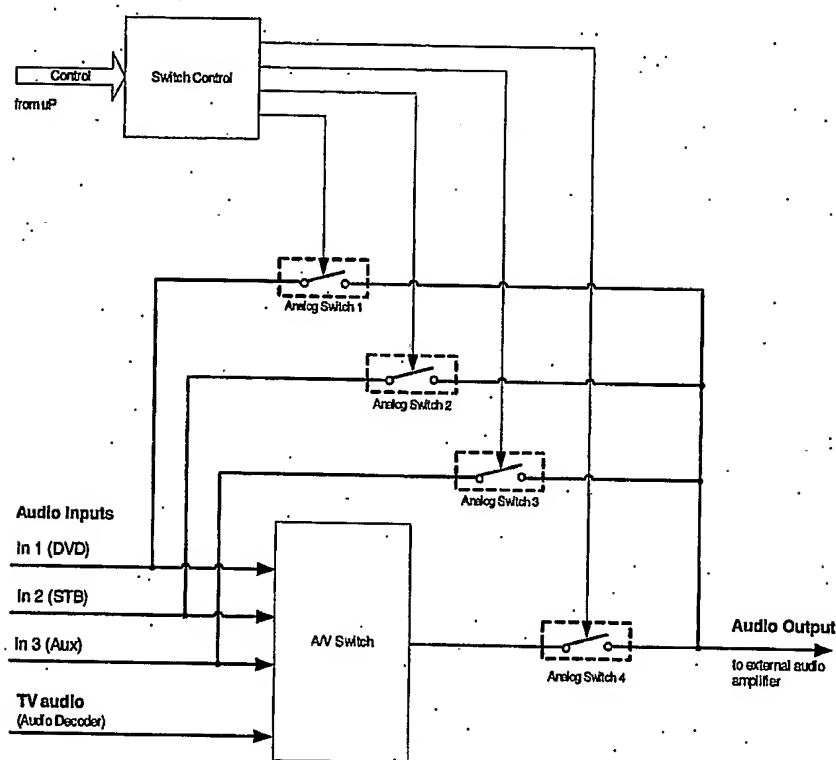 Control
Switch Control
from uP
Analog Switch 1
Analog Switch 2
Analog Switch 3
Audio Inputs
In 1 (DVD)
In 2 (STB)
In 3 (Aux)
TV audio
(Audio Decoder)
A/V Switch
Analog Switch 4
Audio Output
to external audio
amplifier